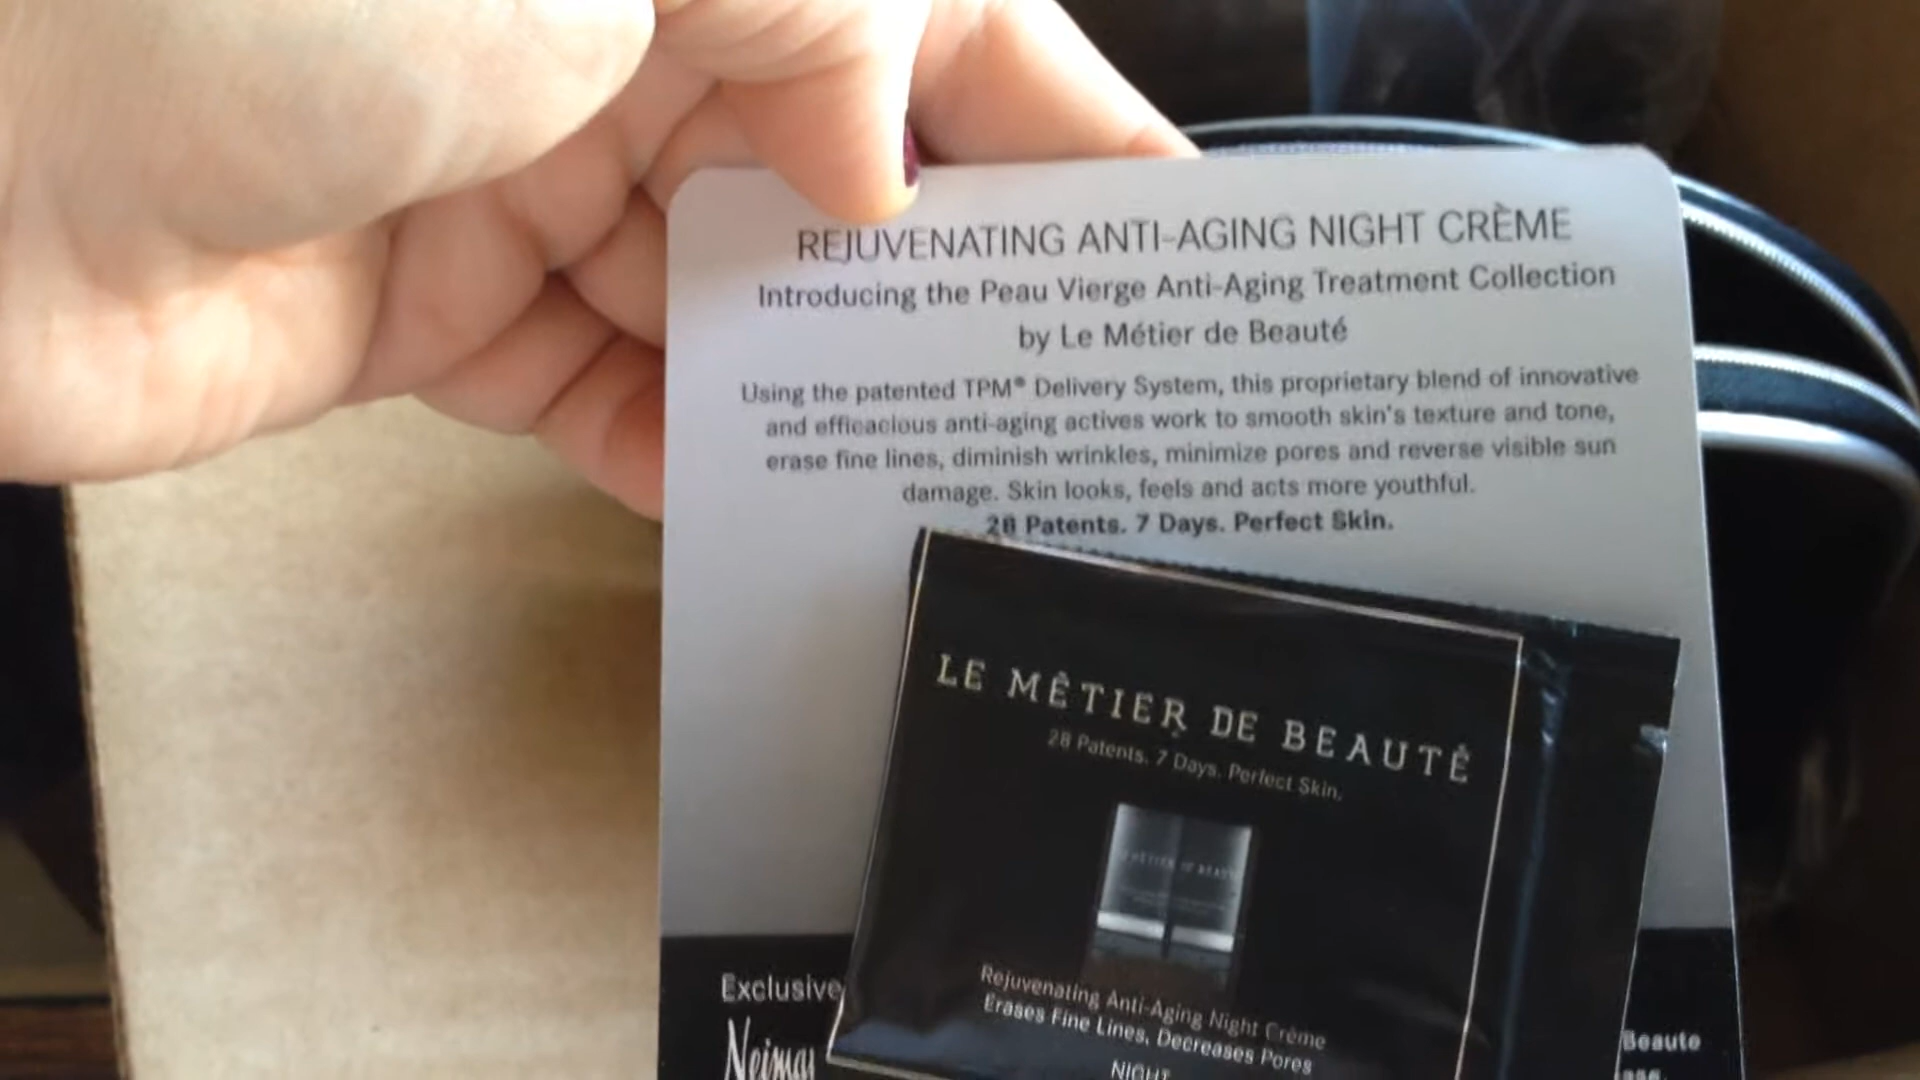 REJUVENATING ANTI-AGING NIGHT CRÈME
Introducing the Peau Vierge Anti-Aging Treatment Collection
by Le Métier de Beauté
Using the patented TPM® Delivery System, this proprietary blend of innovative
and efficacious anti-aging actives work to smooth skin's texture and tone,
erase fine lines, diminish wrinkles, minimize pores and reverse visible sun
damage. Skin looks, feels and acts more youthful.
28 Patents. 7 Days. Perfect Skin.
LE MÉTIER DE BEAUTÉ
28 Patents. 7 Days. Perfect Skin.
Rejuvenating Anti-Aging Night Crème
Erases Fine Lines, Decreases Pores
NIGHT
Exclusive
Neiman
Beaute